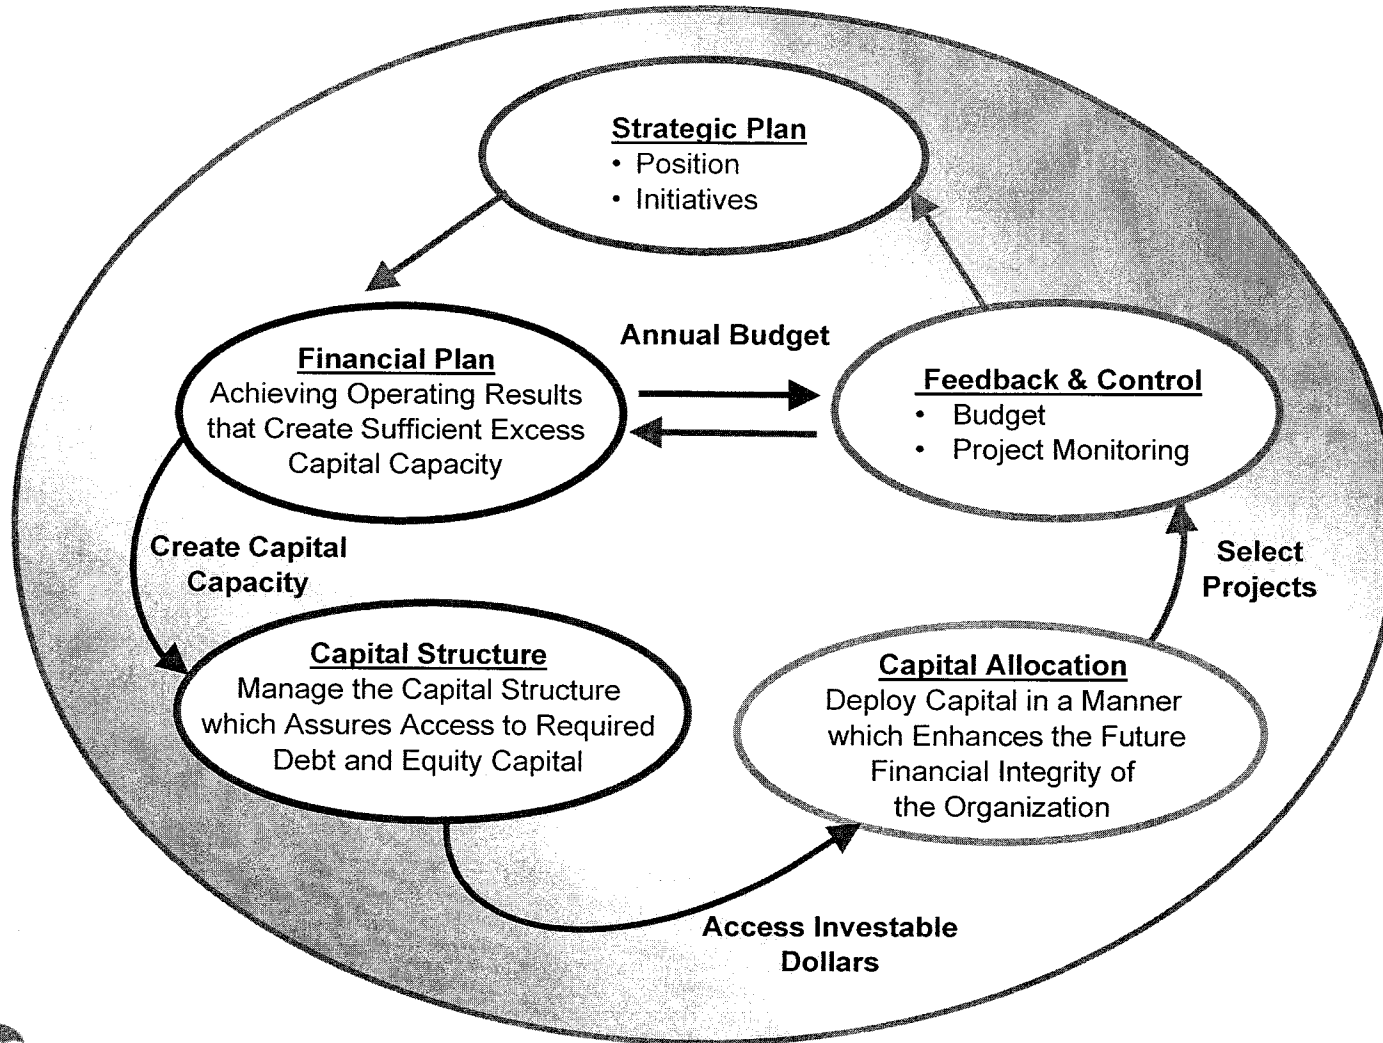 Strategic Plan
• Position
• Initiatives
Annual Budget
Financial Plan
Achieving Operating Results
that Create Sufficient Excess
Capital Capacity
Feedback & Control
• Budget
• Project Monitoring
Create Capital
Capacity
Select
Projects
Capital Structure
Manage the Capital Structure
which Assures Access to Required
Debt and Equity Capital
Capital Allocation
Deploy Capital in a Manner
which Enhances the Future
Financial Integrity of
the Organization
Access Investable
Dollars